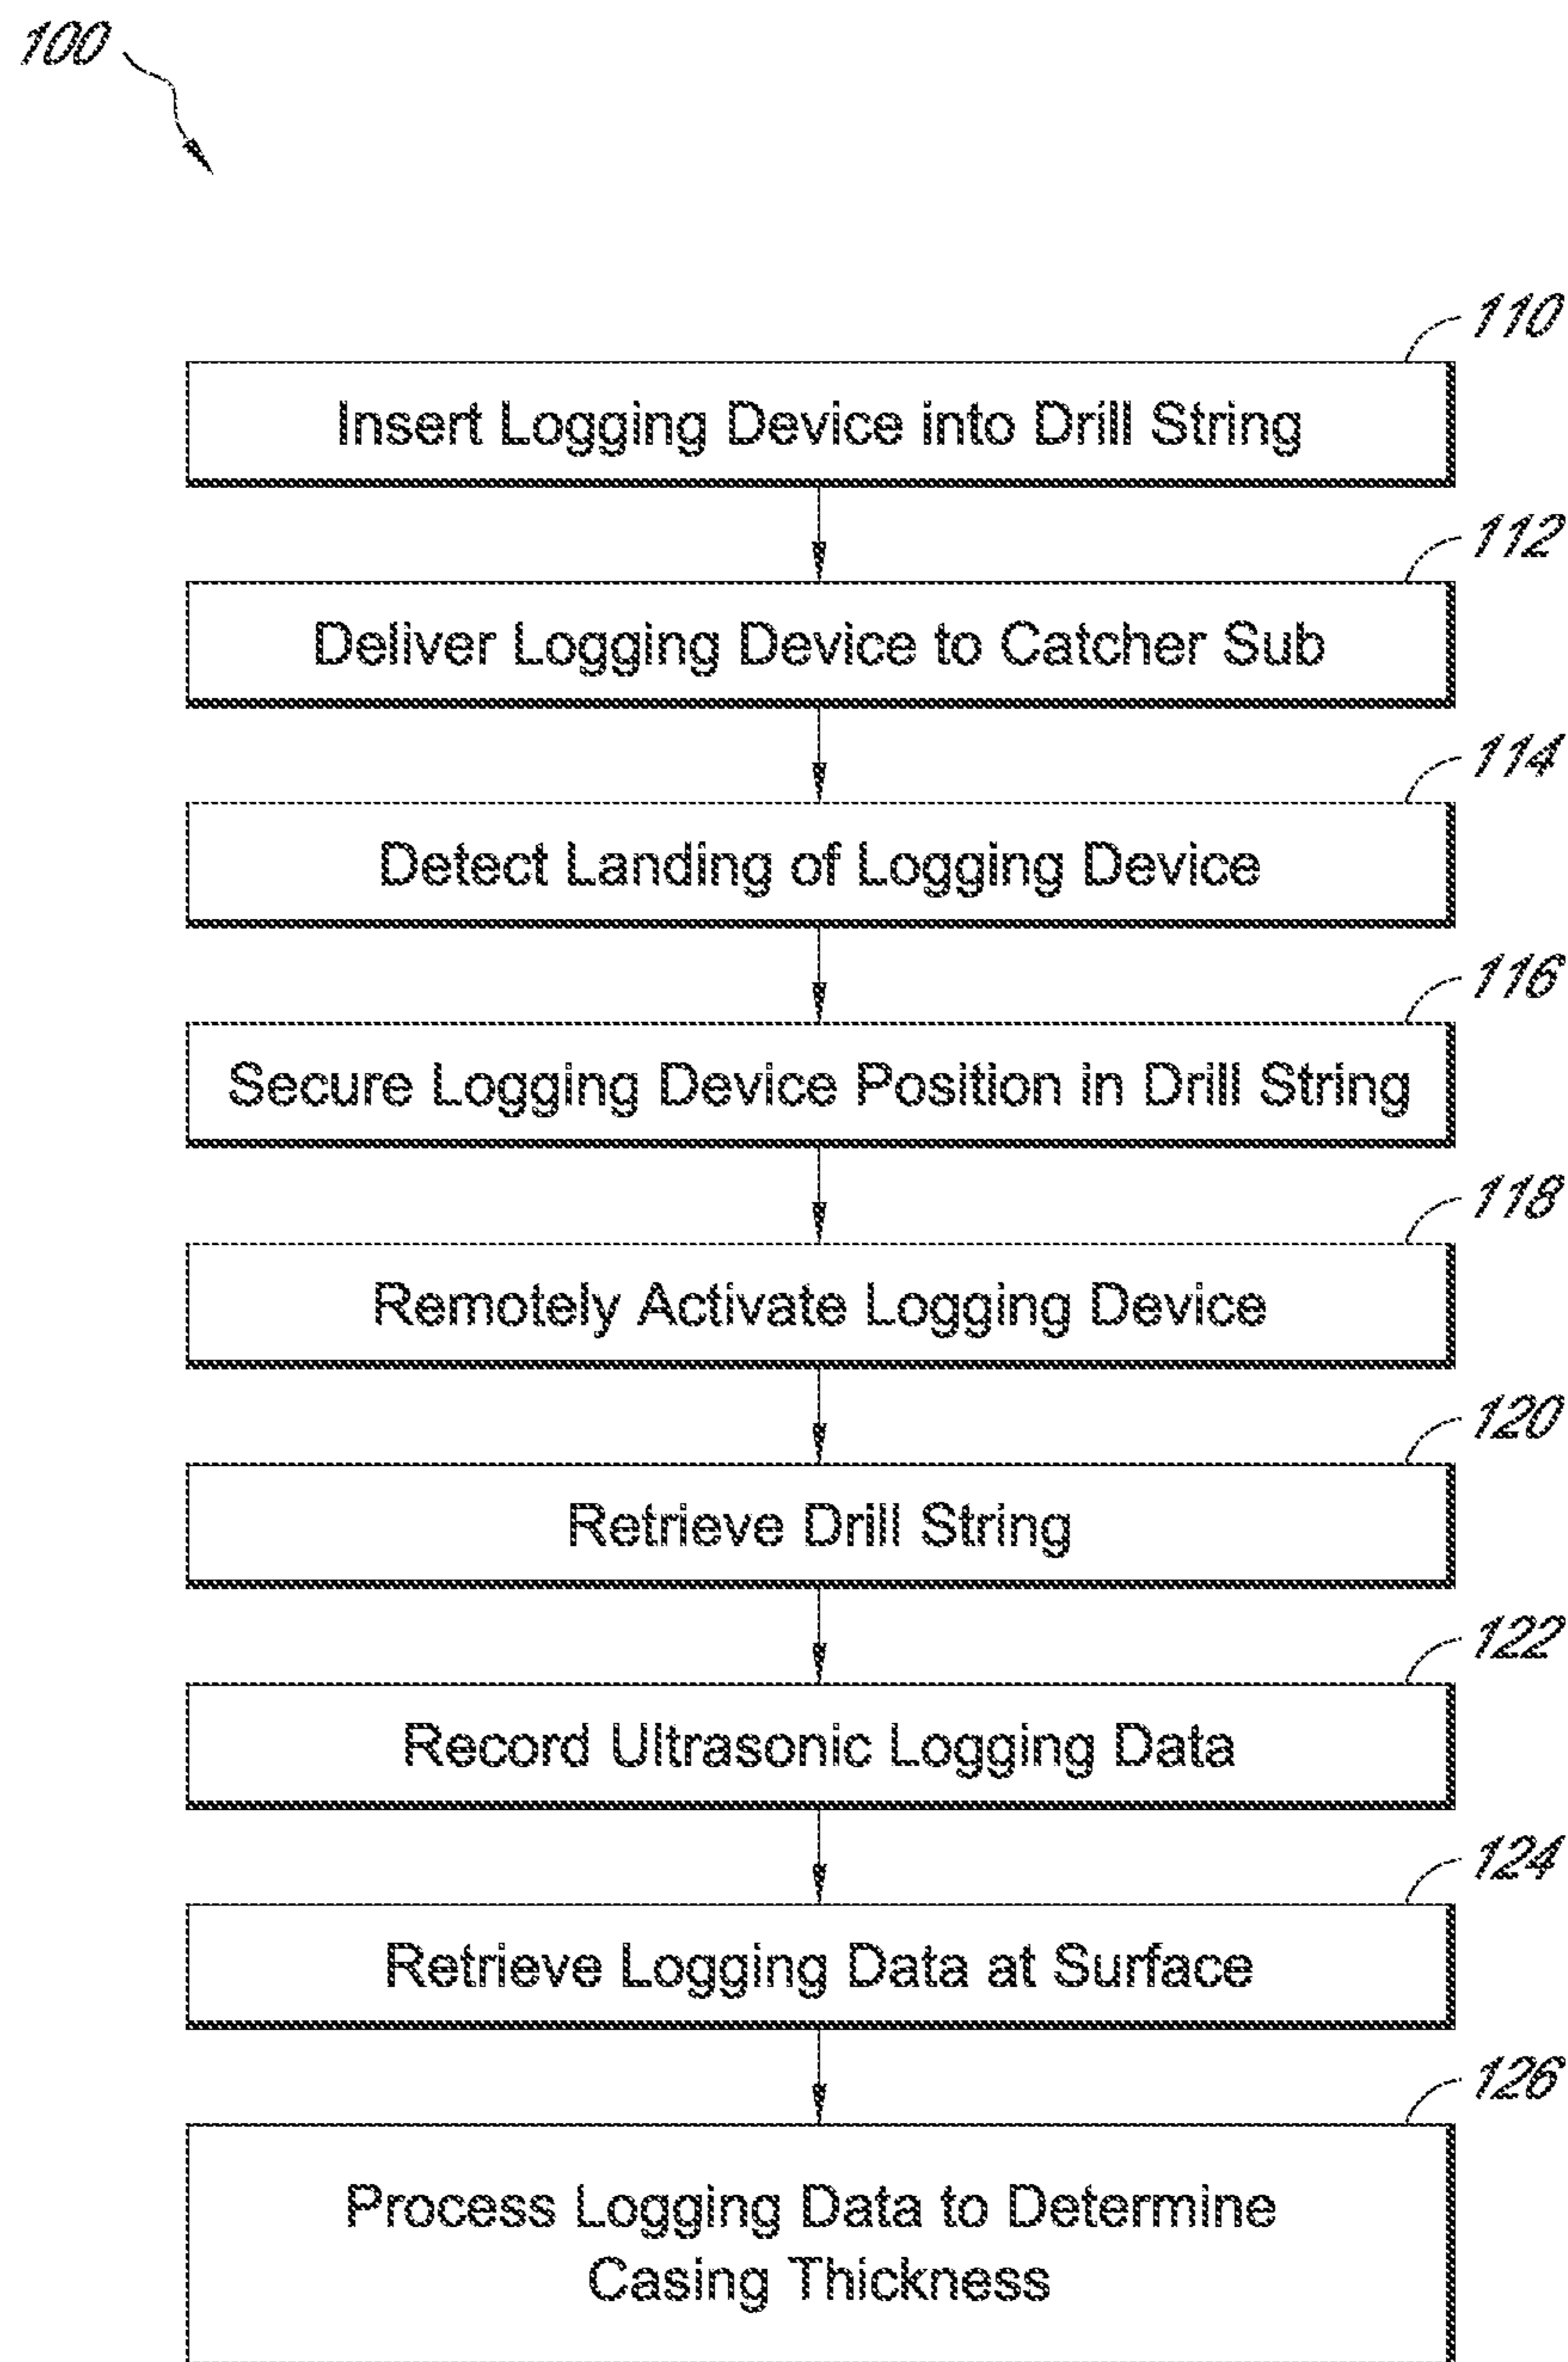 100
110
Insert Logging Device into Drill String
112
Deliver Logging Device to Catcher Sub
114
Detect Landing of Logging Device
116
Secure Logging Device Position in Drill String
118
Remotely Activate Logging Device
120
Retrieve Drill String
122
Record Ultrasonic Logging Data
124
Retrieve Logging Data at Surface
126
Process Logging Data to Determine
Casing Thickness